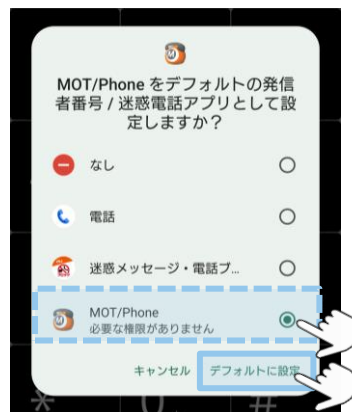 MOT/Phone をデフォルトの発信
者番号 / 迷惑電話アプリとして設
定しますか？
なし
電話
迷惑メッセージ・電話ブ...
MOT/Phone
必要な権限がありません
キャンセル デフォルトに設定
* 0 #